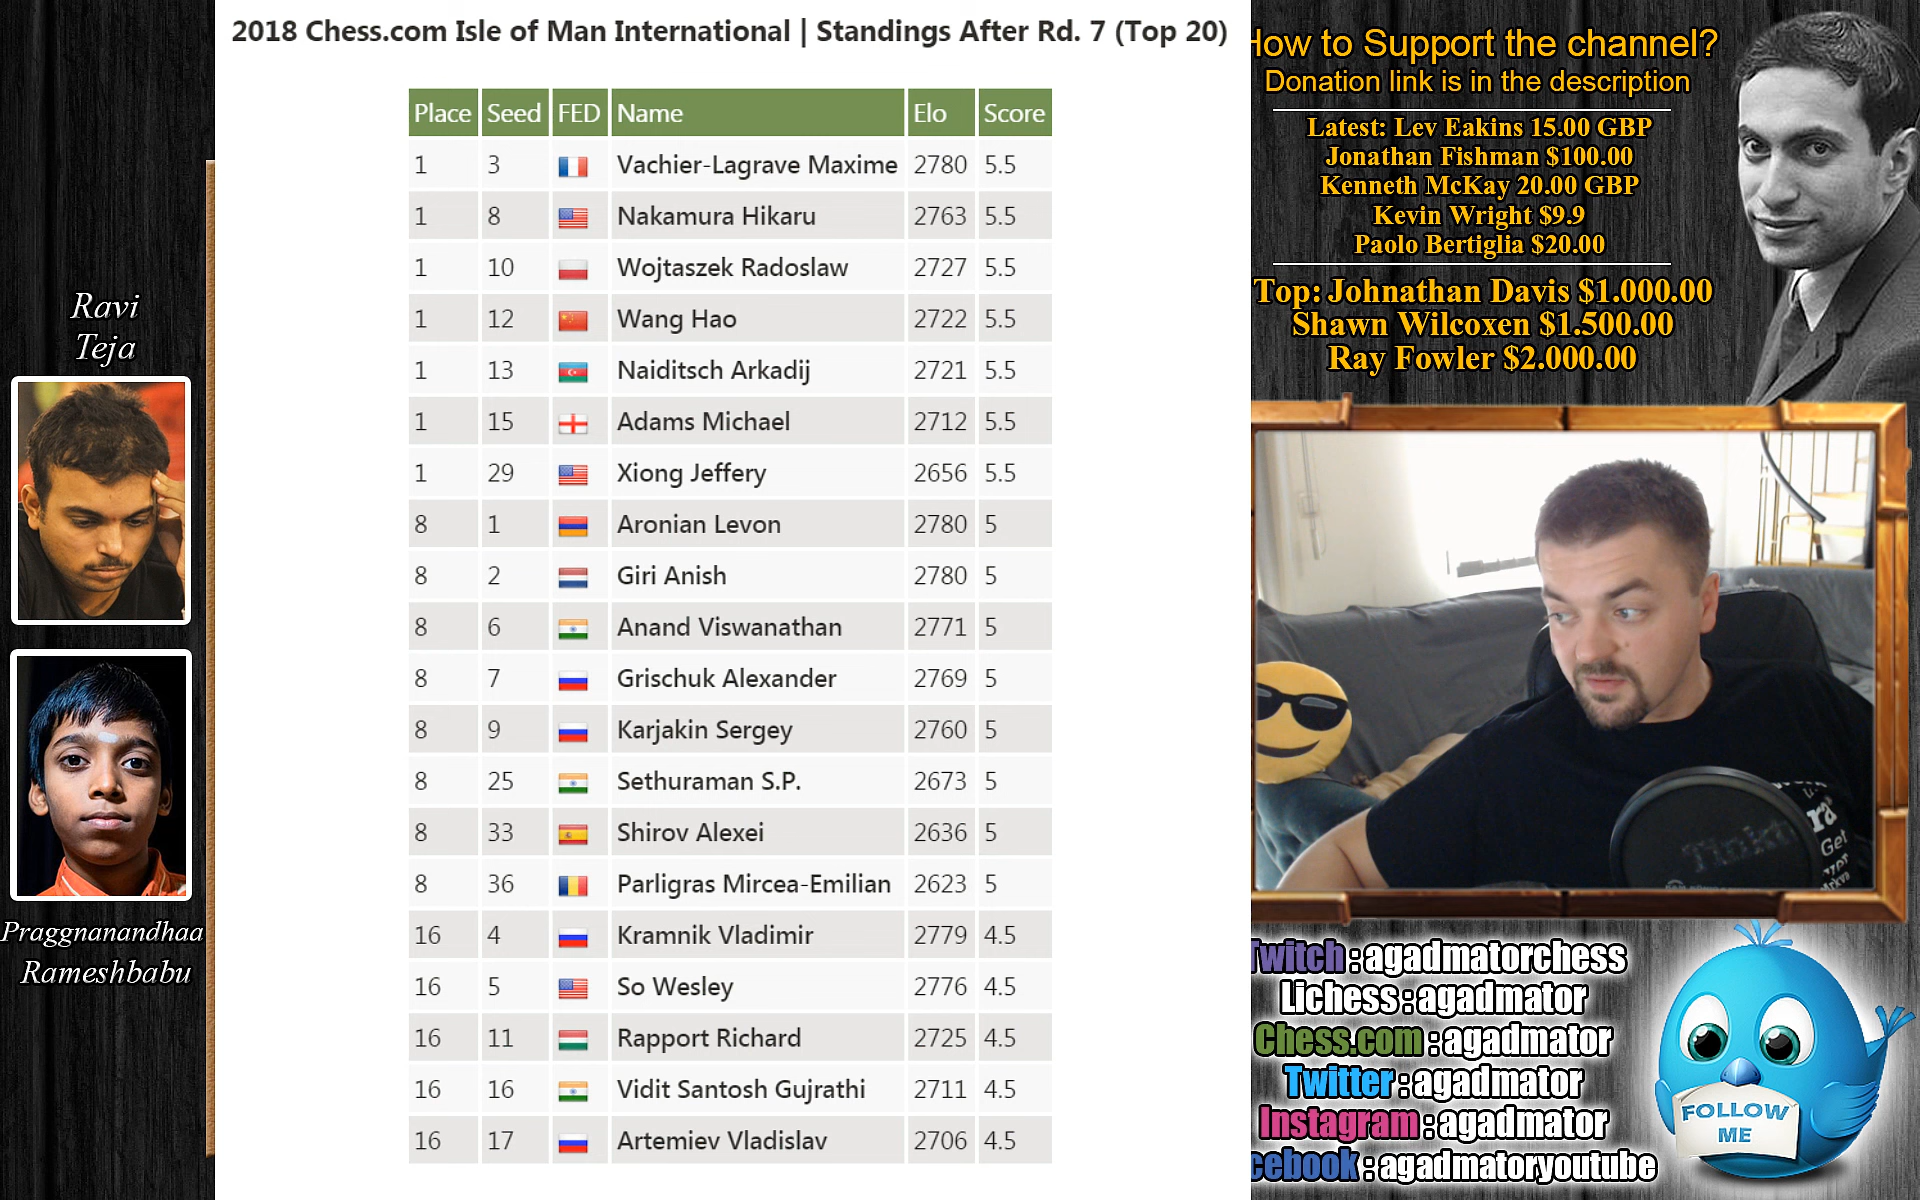 Ravi
Teja
Praggnanandhaa
Rameshbabu
2018 Chess.com Isle of Man International | Standings After Rd. 7 (Top 20)
Place Seed FED Name Elo Score
1 3 Vachier-Lagrave Maxime 2780 5.5
1 8 Nakamura Hikaru 2763 5.5
1 10 Wojtaszek Radoslaw 2727 5.5
1 12 Wang Hao 2722 5.5
1 13 Naiditsch Arkadij 2721 5.5
1 15 Adams Michael 2712 5.5
1 29 Xiong Jeffery 2656 5.5
8 1 Aronian Levon 2780 5
8 2 Giri Anish 2780 5
8 6 Anand Viswanathan 2771 5
8 7 Grischuk Alexander 2769 5
8 9 Karjakin Sergey 2760 5
8 25 Sethuraman S.P. 2673 5
8 33 Shirov Alexei 2636 5
8 36 Parligras Mircea-Emilian 2623 5
16 4 Kramnik Vladimir 2779 4.5
16 5 So Wesley 2776 4.5
16 11 Rapport Richard 2725 4.5
16 16 Vidit Santosh Gujrathi 2711 4.5
16 17 Artemiev Vladislav 2706 4.5
How to Support the channel?
Donation link is in the description
Latest: Lev Eakins 15.00 GBP
Jonathan Fishman $100.00
Kenneth McKay 20.00 GBP
Kevin Wright $9.9
Paolo Bertiglia $20.00
Top: Johnathan Davis $1.000.00
Shawn Wilcoxen $1.500.00
Ray Fowler $2.000.00
Get
Twitch : agadmatorchess
Lichess : agadmator
Chess.com : agadmator
Twitter : agadmator
Instagram : agadmator
cebook : agadmatoryoutube
FOLLOW
ME